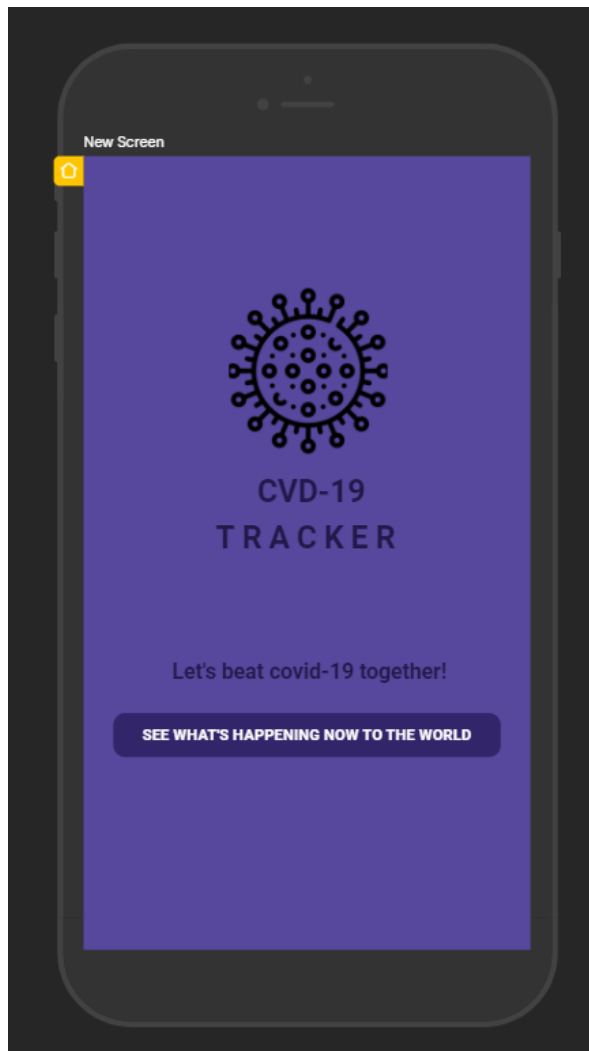 New Screen
CVD-19
TRACKER
Let's beat covid-19 together!
SEE WHAT'S HAPPENING NOW TO THE WORLD